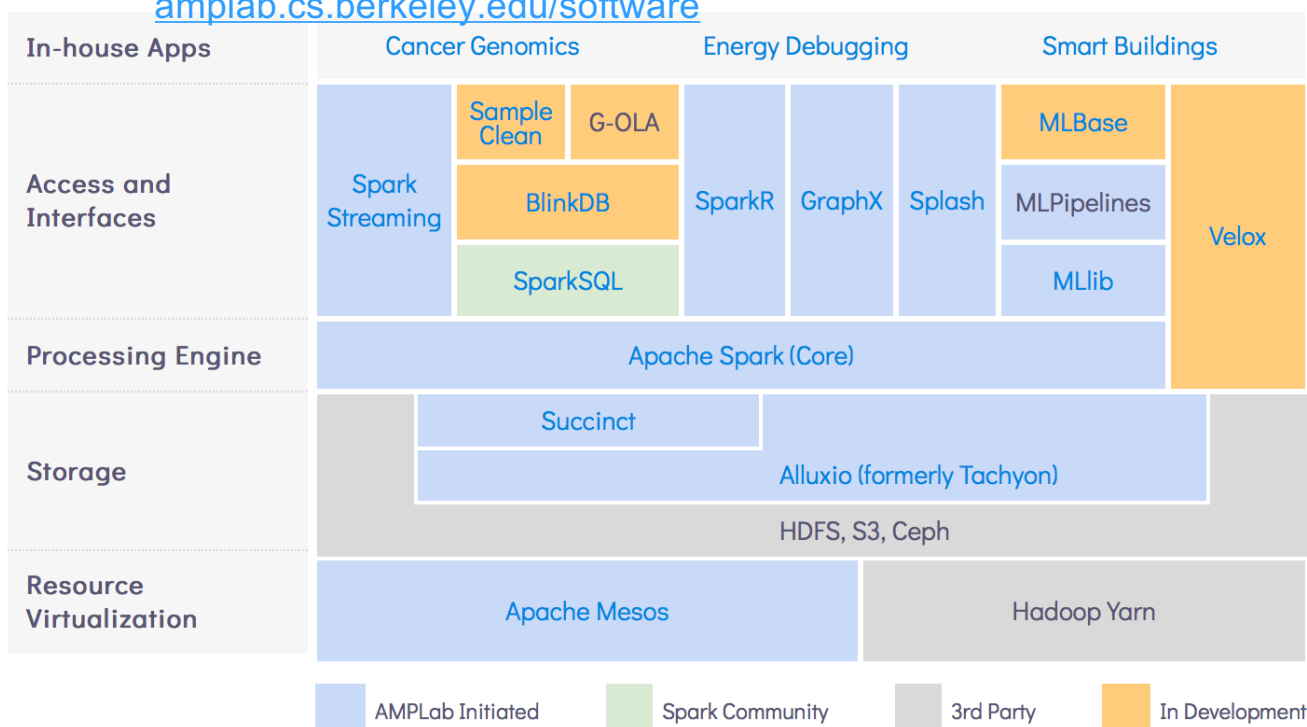 amplab.cs.berkeley.edu/software
In-house Apps
Cancer Genomics
Energy Debugging
Smart Buildings
Access and
Interfaces
Spark
Streaming
Sample
Clean
G-OLA
BlinkDB
SparkSQL
SparkR
GraphX
Splash
MLBase
MLPipelines
MLlib
Velox
Processing Engine
Apache Spark (Core)
Storage
Succinct
Alluxio (formerly Tachyon)
HDFS, S3, Ceph
Resource
Virtualization
Apache Mesos
Hadoop Yarn
AMPLab Initiated
Spark Community
3rd Party
In Development